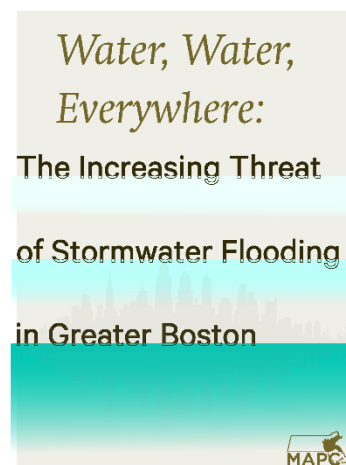 Water, Water,
Everywhere:
The Increasing Threat
of Stormwater Flooding
in Greater Boston
MAPC